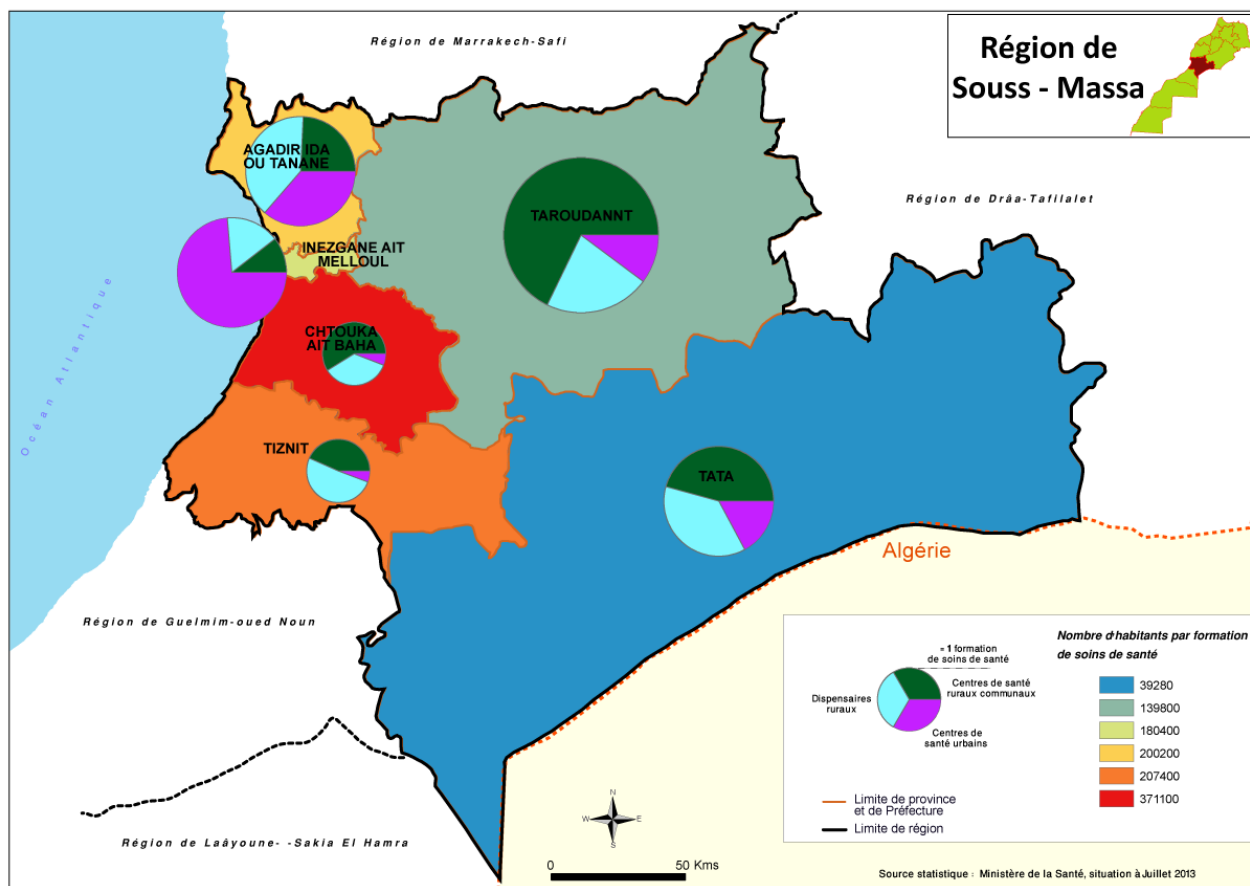 Région de Marrakech-Safi
Région de
Souss - Massa
AGADIR IDA
OU TANANE
TAROUDANNT
Région de Drâa-Tafilalet
INEZGANE AIT
MELLOUL
Océan Atlantique
CHTOUKA
AIT BAHA
TIZNIT
TATA
Algérie
Région de Guelmim-oued Noun
= 1 formation
de soins de santé
Dispensaires
ruraux
Centres de santé
ruraux communaux
Centres de
santé urbains
Nombre d'habitants par formation
de soins de santé
39280
139800
180400
200200
207400
371100
Limite de province
et de Préfecture
Limite de région
N
W E
S
Région de Laâyoune- -Sakia El Hamra
0 50 Kms
Source statistique : Ministère de la Santé, situation à Juillet 2013